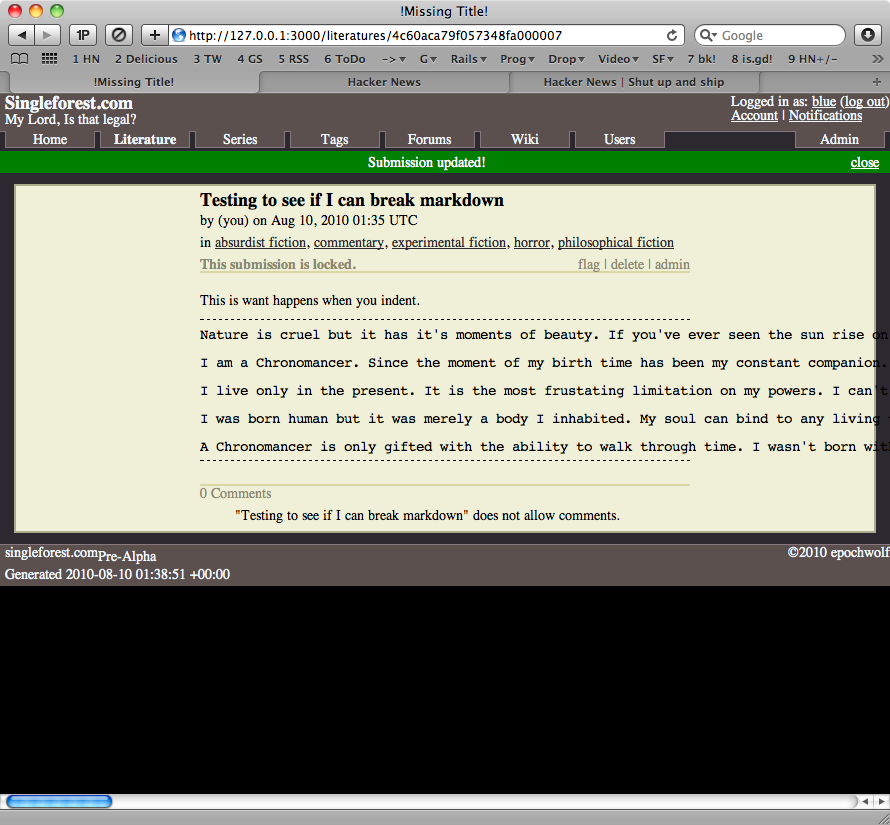 !Missing Title!
1P http://127.0.0.1:3000/literatures/4c60aca79f057348fa000007 Google
1 HN 2 Delicious 3 TW 4 GS 5 RSS 6 ToDo -> G Rails Prog Drop Video SF 7 bk! 8 is.gd! 9 HN+/- >>
!Missing Title! Hacker News Hacker News | Shut up and ship +
Singleforest.com Logged in as: blue (log out)
My Lord, Is that legal? Account | Notifications
Home Literature Series Tags Forums Wiki Users Admin
Submission updated! close
Testing to see if I can break markdown
by (you) on Aug 10, 2010 01:35 UTC
in absurdist fiction, commentary, experimental fiction, horror, philosophical fiction
This submission is locked. flag | delete | admin
This is want happens when you indent.
Nature is cruel but it has it's moments of beauty. If you've ever seen the sun rise on
I am a Chronomancer. Since the moment of my birth time has been my constant companion.
I live only in the present. It is the most frustating limitation on my powers. I can't
I was born human but it was merely a body I inhabited. My soul can bind to any living
A Chronomancer is only gifted with the ability to walk through time. I wasn't born with
0 Comments
"Testing to see if I can break markdown" does not allow comments.
singleforest.com Pre-Alpha ©2010 epochwolf
Generated 2010-08-10 01:38:51 +00:00